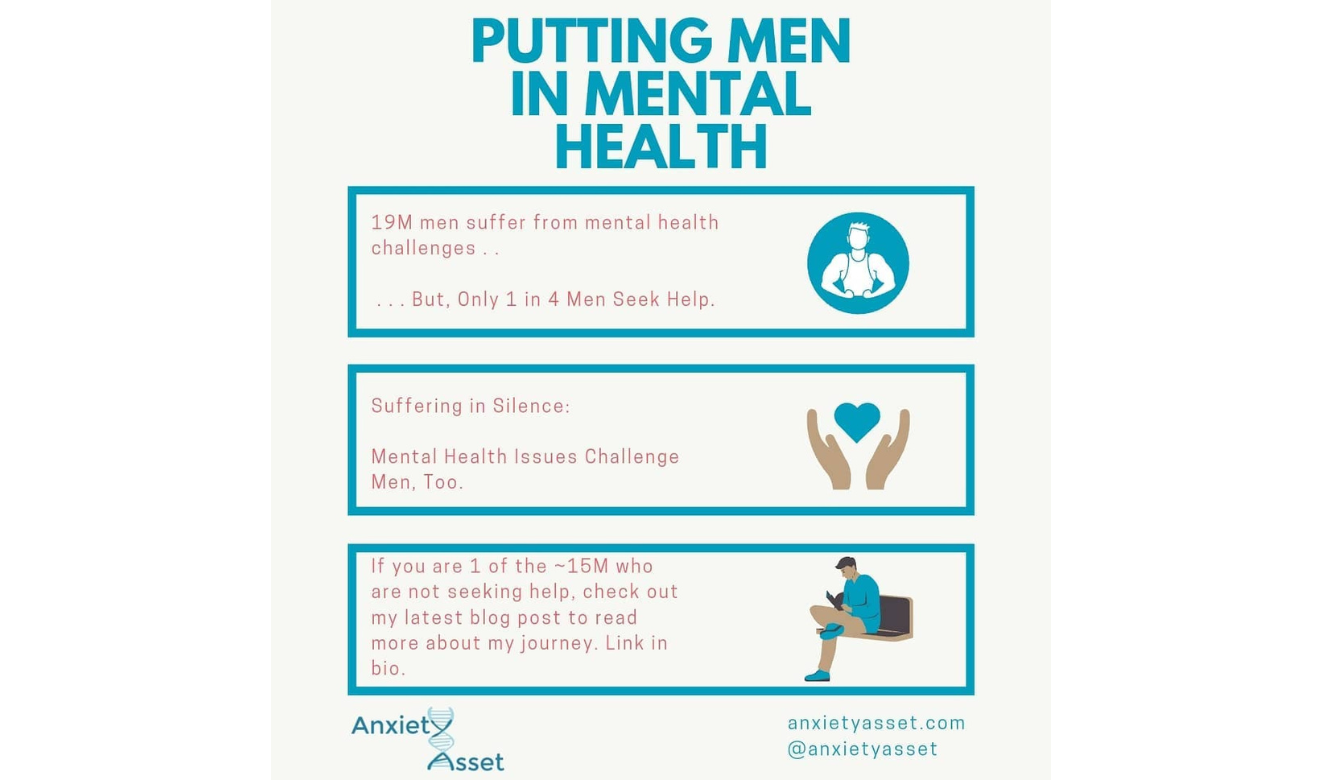 PUTTING MEN
IN MENTAL
HEALTH
19M men suffer from mental health
challenges . .
. . . But, Only 1 in 4 Men Seek Help.
Suffering in Silence:
Mental Health Issues Challenge
Men, Too.
If you are 1 of the ~15M who
are not seeking help, check out
my latest blog post to read
more about my journey. Link in
bio.
Anxiety
Asset
anxietyasset.com
@anxietyasset